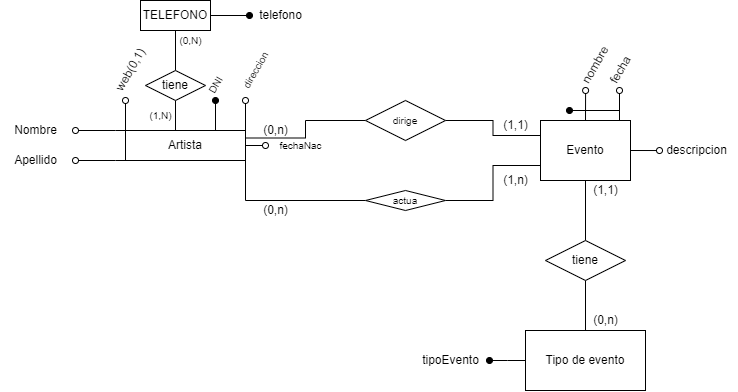 TELEFONO
telefono
(0,N)
web(0,1)
tiene
DNI
direccion
(1,N)
nombre
fecha
Nombre
Artista
(0,n)
fechaNac
dirige
(1,1)
Evento
descripcion
Apellido
(0,n)
actua
(1,n)
(1,1)
tiene
(0,n)
tipoEvento
Tipo de evento